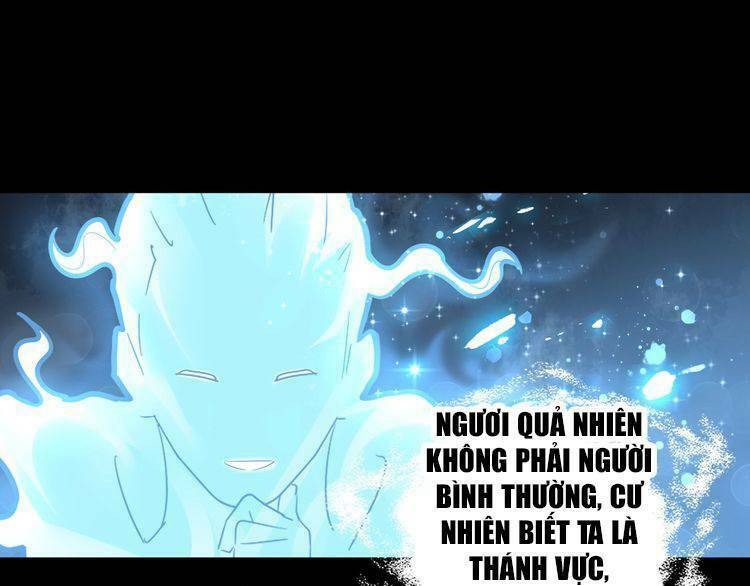 NGƯƠI QUẢ NHIÊN
KHÔNG PHẢI NGƯỜI
BÌNH THƯỜNG, CƯ
NHIÊN BIẾT TA LÀ
THÁNH VỰC,